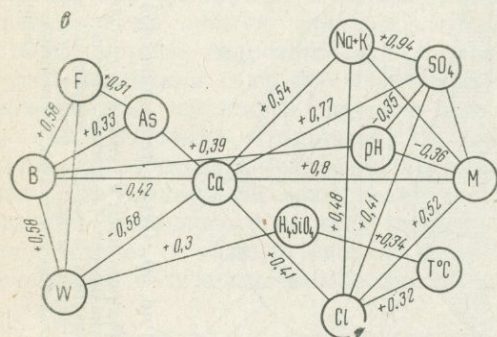 в
Na+K
+0,94
SO₄
F
+0,31
As
+0,58
+0,33
+0,54
+0,77
-0,35
+0,39
pH
-0,36
B
-0,42
Ca
+0,8
M
+0,58
-0,58
H₄SiO₄
+0,48
+0,41
+0,52
+0,3
+0,34
W
+0,41
T°C
Cl
+0,32